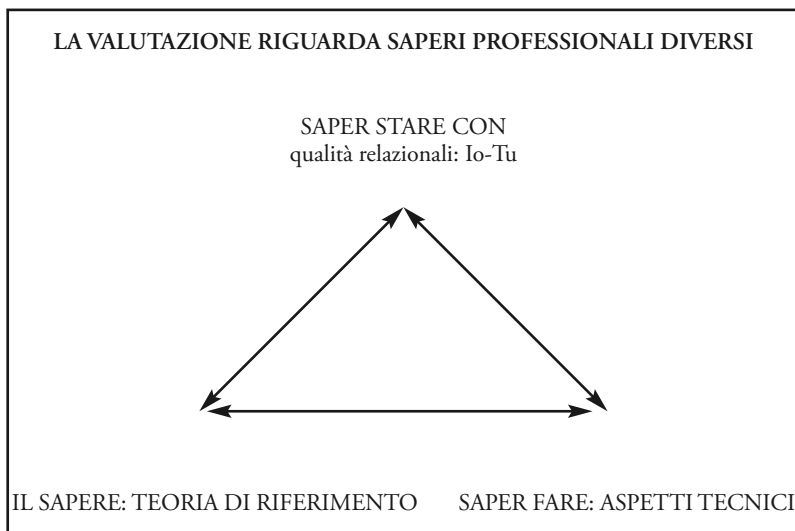 LA VALUTAZIONE RIGUARDA SAPERI PROFESSIONALI DIVERSI
SAPER STARE CON
qualità relazionali: Io-Tu
IL SAPERE: TEORIA DI RIFERIMENTO SAPER FARE: ASPETTI TECNICI